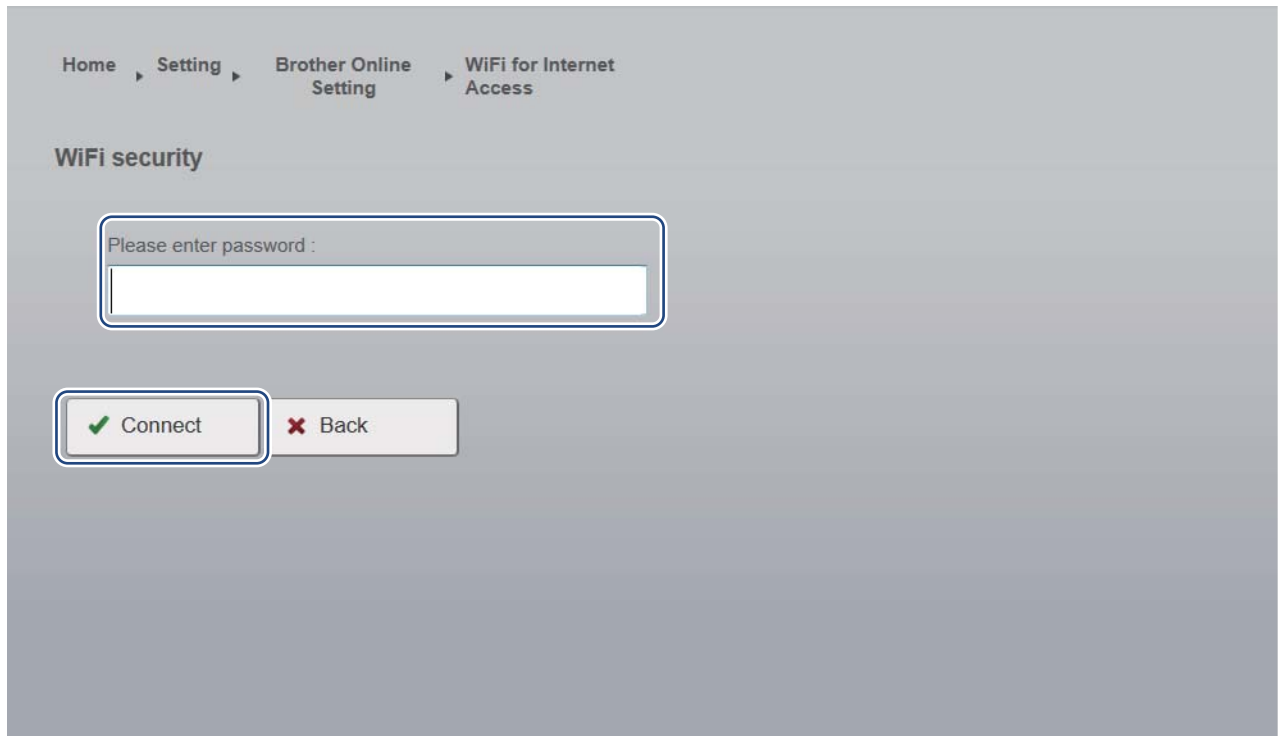 Home Setting Brother Online Setting WiFi for Internet Access
WiFi security
Please enter password :
Connect Back